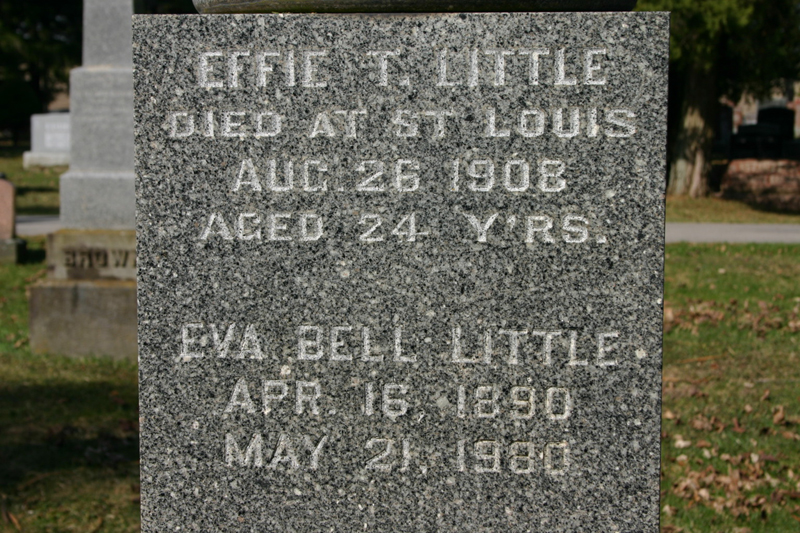 EFFIE T. LITTLE
DIED AT ST LOUIS
AUG. 26 1908
AGED 24 Y'RS.
EVA BELL LITTLE
APR. 16, 1890
MAY 21, 1980
BROWN